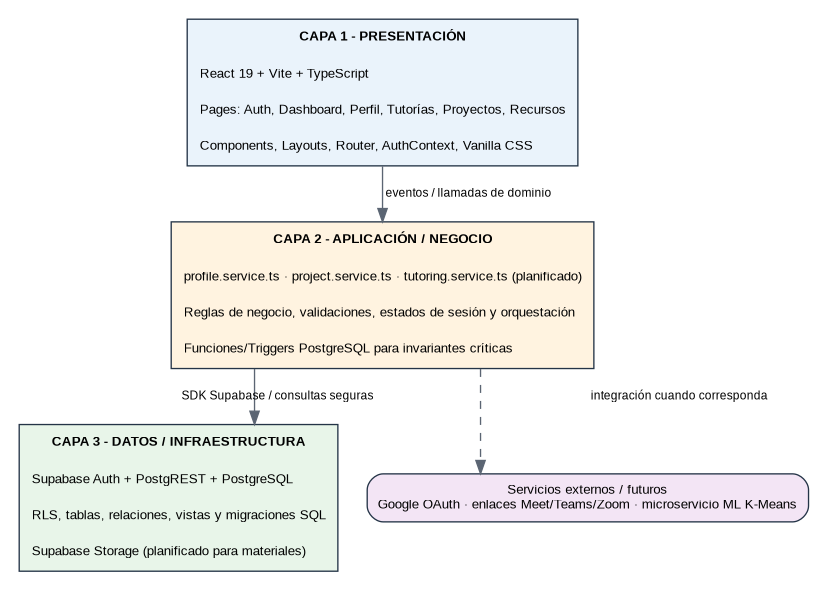 CAPA 1 - PRESENTACIÓN
React 19 + Vite + TypeScript
Pages: Auth, Dashboard, Perfil, Tutorías, Proyectos, Recursos
Components, Layouts, Router, AuthContext, Vanilla CSS
eventos / llamadas de dominio
CAPA 2 - APLICACIÓN / NEGOCIO
profile.service.ts · project.service.ts · tutoring.service.ts (planificado)
Reglas de negocio, validaciones, estados de sesión y orquestación
Funciones/Triggers PostgreSQL para invariantes críticas
SDK Supabase / consultas seguras
integración cuando corresponda
CAPA 3 - DATOS / INFRAESTRUCTURA
Supabase Auth + PostgREST + PostgreSQL
RLS, tablas, relaciones, vistas y migraciones SQL
Supabase Storage (planificado para materiales)
Servicios externos / futuros
Google OAuth · enlaces Meet/Teams/Zoom · microservicio ML K-Means